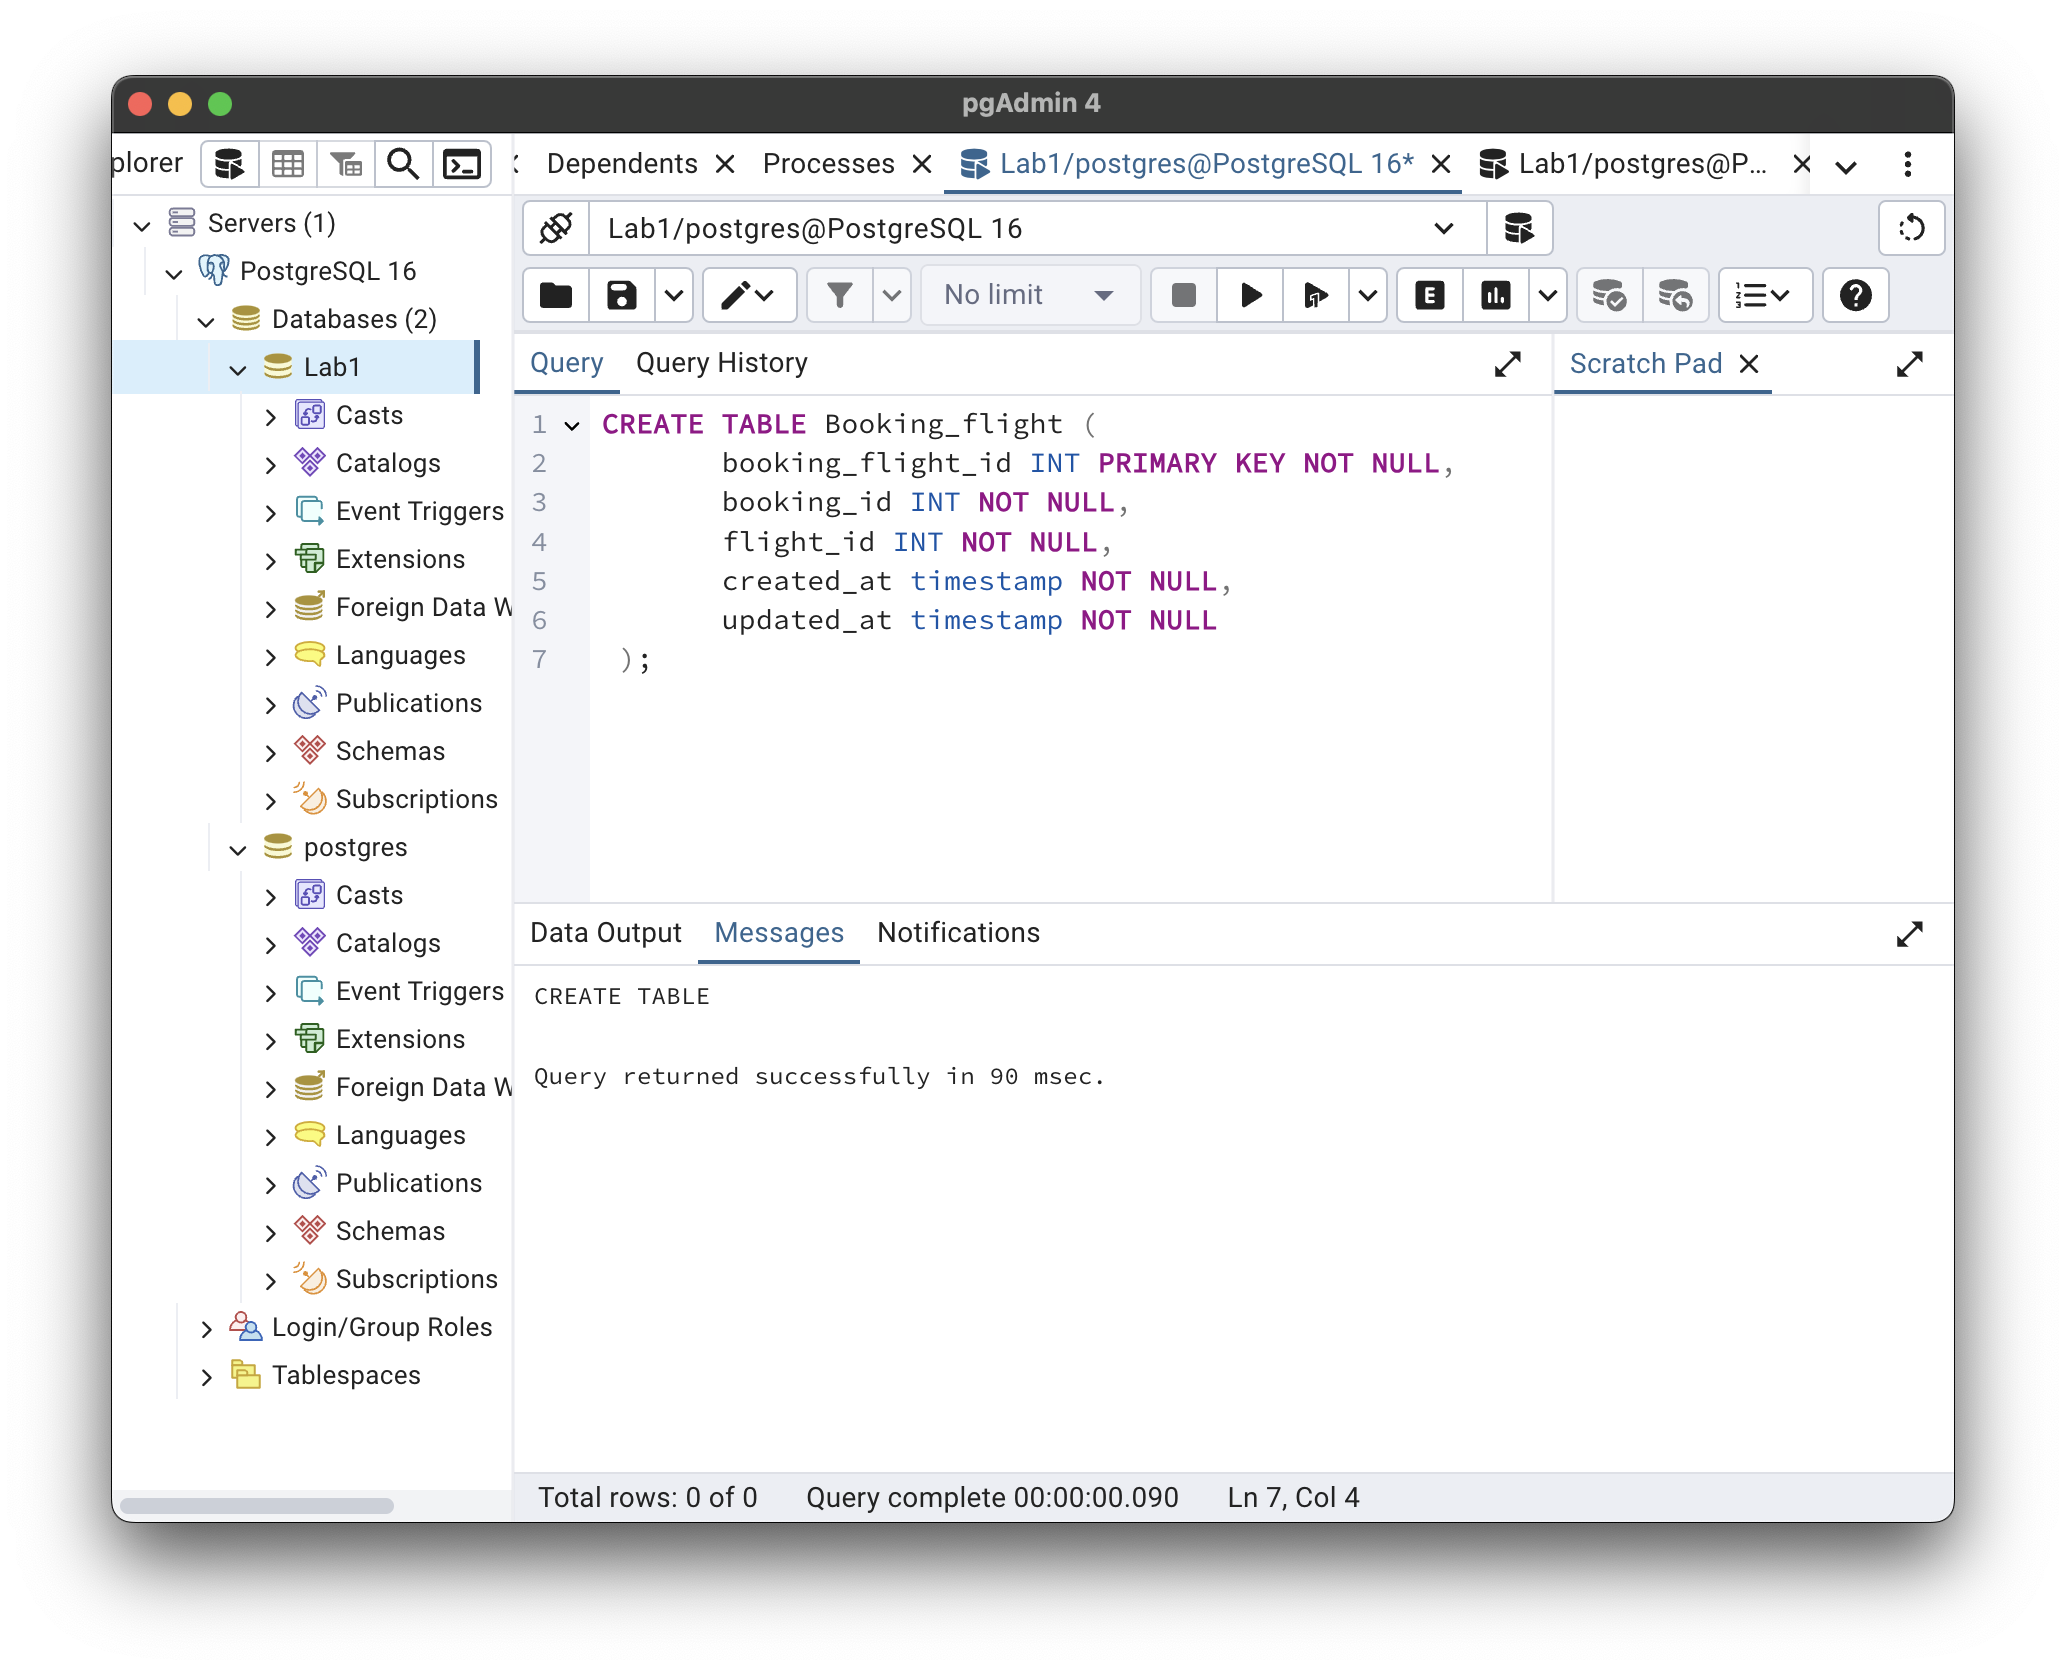 pgAdmin 4
plorer
Dependents
Processes
Lab1/postgres@PostgreSQL 16*
Lab1/postgres@P...
Servers (1)
PostgreSQL 16
Databases (2)
Lab1
Casts
Catalogs
Event Triggers
Extensions
Foreign Data W
Languages
Publications
Schemas
Subscriptions
postgres
Casts
Catalogs
Event Triggers
Extensions
Foreign Data W
Languages
Publications
Schemas
Subscriptions
Login/Group Roles
Tablespaces
Lab1/postgres@PostgreSQL 16
No limit
E
Query
Query History
Scratch Pad
1 CREATE TABLE Booking_flight (
2 booking_flight_id INT PRIMARY KEY NOT NULL,
3 booking_id INT NOT NULL,
4 flight_id INT NOT NULL,
5 created_at timestamp NOT NULL,
6 updated_at timestamp NOT NULL
7 );
Data Output
Messages
Notifications
CREATE TABLE
Query returned successfully in 90 msec.
Total rows: 0 of 0
Query complete 00:00:00.090
Ln 7, Col 4